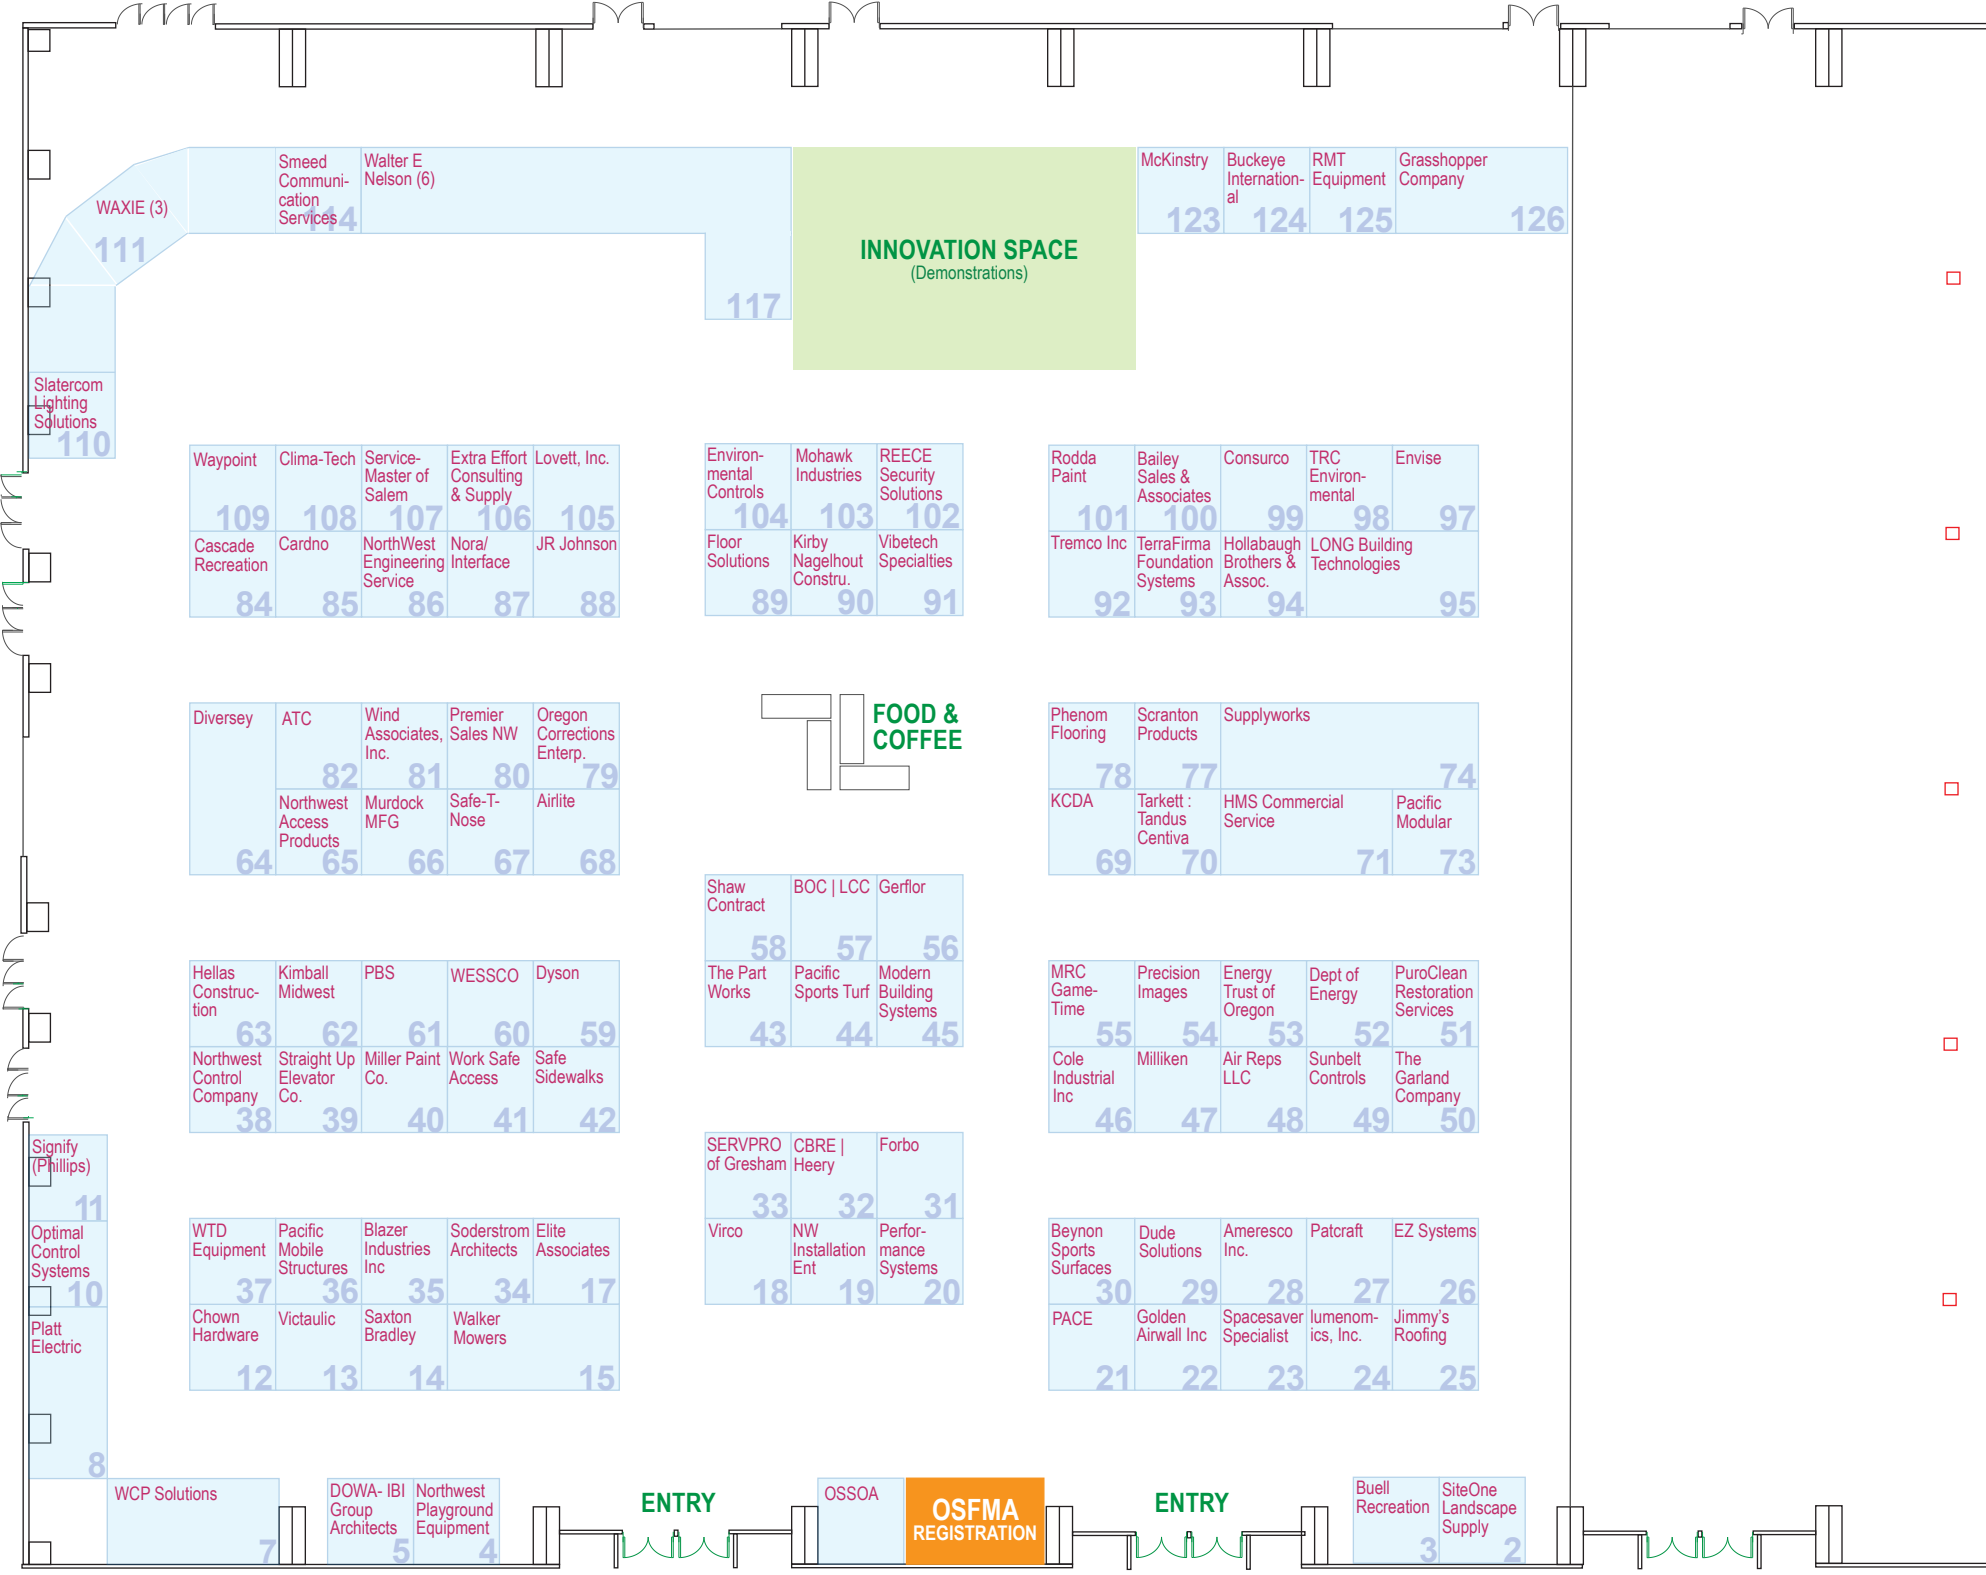 Smeed
Communi-
cation
Services
114
Walter E
Nelson (6)
117
WAXIE (3)
111
INNOVATION SPACE
(Demonstrations)
McKinstry
123
Buckeye
Internation-
al
124
RMT
Equipment
125
Grasshopper
Company
126
Slatercom
Lighting
Solutions
110
Waypoint
109
Clima-Tech
108
Service-
Master of
Salem
107
Extra Effort
Consulting
& Supply
106
Lovett, Inc.
105
Environ-
mental
Controls
104
Mohawk
Industries
103
REECE
Security
Solutions
102
Rodda
Paint
101
Bailey
Sales &
Associates
100
Consurco
99
TRC
Environ-
mental
98
Envise
97
Cascade
Recreation
84
Cardno
85
NorthWest
Engineering
Service
86
Nora/
Interface
87
JR Johnson
88
Floor
Solutions
89
Kirby
Nagelhout
Constru.
90
Vibetech
Specialties
91
Tremco Inc
92
TerraFirma
Foundation
Systems
93
Hollabaugh
Brothers &
Assoc.
94
LONG Building
Technologies
95
Diversey
64
ATC
82
Wind
Associates,
Inc.
81
Premier
Sales NW
80
Oregon
Corrections
Enterp.
79
FOOD &
COFFEE
Phenom
Flooring
78
Scranton
Products
77
Supplyworks
74
Northwest
Access
Products
65
Murdock
MFG
66
Safe-T-
Nose
67
Airlite
68
KCDA
69
Tarkett :
Tandus
Centiva
70
HMS Commercial
Service
71
Pacific
Modular
73
Shaw
Contract
58
BOC | LCC
57
Gerflor
56
Hellas
Construc-
tion
63
Kimball
Midwest
62
PBS
61
WESSCO
60
Dyson
59
The Part
Works
43
Pacific
Sports Turf
44
Modern
Building
Systems
45
MRC
Game-
Time
55
Precision
Images
54
Energy
Trust of
Oregon
53
Dept of
Energy
52
PuroClean
Restoration
Services
51
Northwest
Control
Company
38
Straight Up
Elevator
Co.
39
Miller Paint
Co.
40
Work Safe
Access
41
Safe
Sidewalks
42
Cole
Industrial
Inc
46
Milliken
47
Air Reps
LLC
48
Sunbelt
Controls
49
The
Garland
Company
50
Signify
(Phillips)
11
SERVPRO
of Gresham
33
CBRE |
Heery
32
Forbo
31
Optimal
Control
Systems
10
WTD
Equipment
37
Pacific
Mobile
Structures
36
Blazer
Industries
Inc
35
Soderstrom
Architects
34
Elite
Associates
17
Virco
18
NW
Installation
Ent
19
Perfor-
mance
Systems
20
Beynon
Sports
Surfaces
30
Dude
Solutions
29
Ameresco
Inc.
28
Patcraft
27
EZ Systems
26
Platt
Electric
8
Chown
Hardware
12
Victaulic
13
Saxton
Bradley
14
Walker
Mowers
15
PACE
21
Golden
Airwall Inc
22
Spacesaver
Specialist
23
lumenom-
ics, Inc.
24
Jimmy's
Roofing
25
WCP Solutions
7
DOWA- IBI
Group
Architects
5
Northwest
Playground
Equipment
4
ENTRY
OSSOA
OSFMA
REGISTRATION
ENTRY
Buell
Recreation
3
SiteOne
Landscape
Supply
2